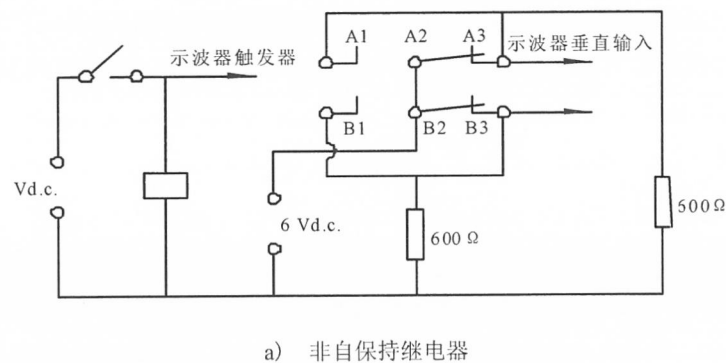 示波器触发器
A1 A2 A3
示波器垂直输入
B1 B2 B3
Vd.c.
6 Vd.c.
600 Ω
500 Ω
a) 非自保持继电器